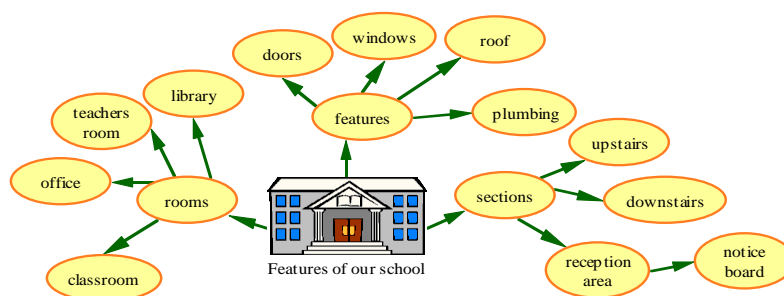 windows
roof
doors
library
features
plumbing
teachers
room
upstairs
office
rooms
sections
downstairs
Features of our school
classroom
reception
area
notice
board